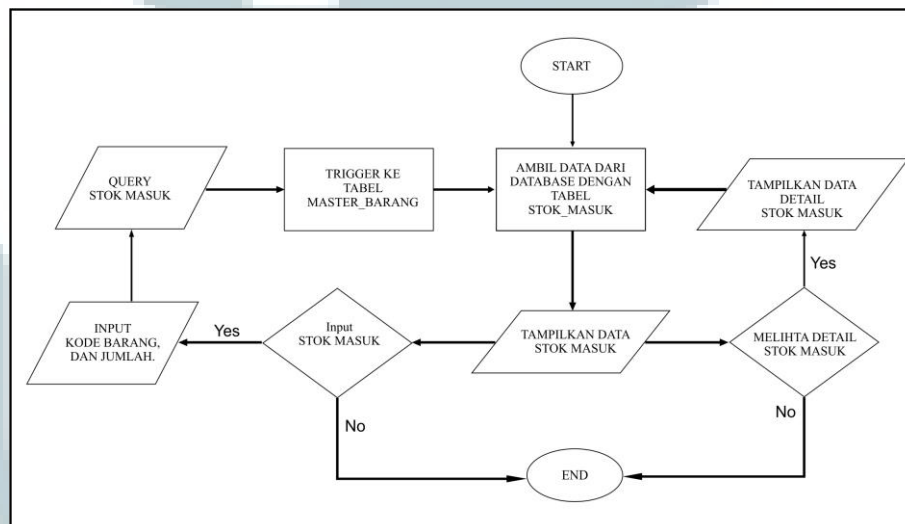 START
QUERY
STOK MASUK
TRIGGER KE
TABEL
MASTER_BARANG
AMBIL DATA DARI
DATABASE DENGAN
TABEL
STOK_MASUK
TAMPILKAN DATA
DETAIL
STOK MASUK
Yes
INPUT
KODE BARANG,
DAN JUMLAH.
Yes
Input
STOK MASUK
TAMPILKAN DATA
STOK MASUK
MELIHTA DETAIL
STOK MASUK
No
No
END